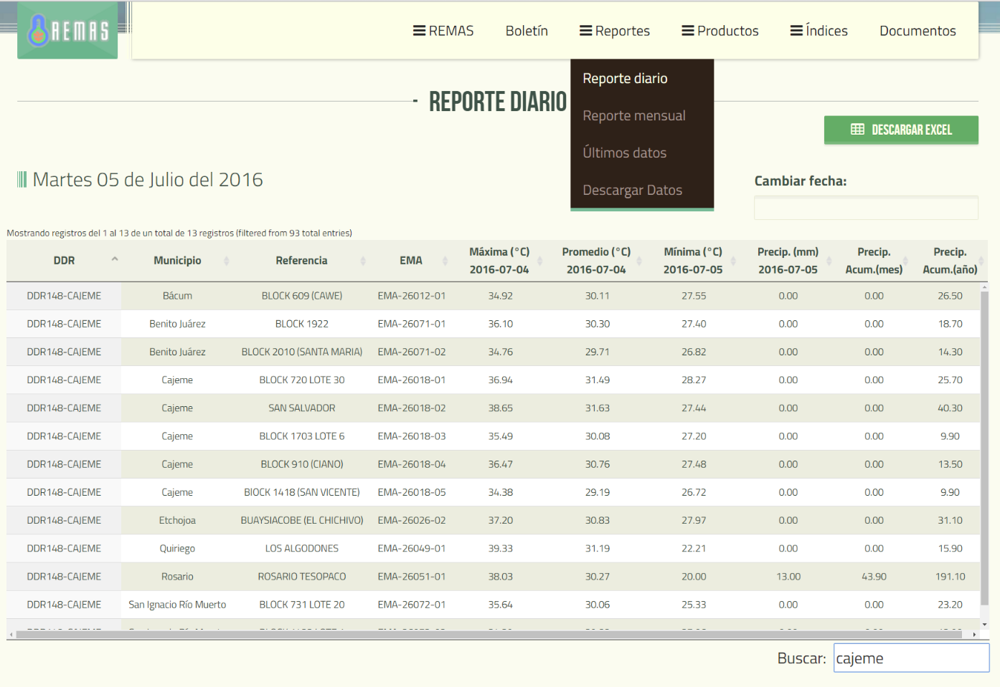 REMAS
REMAS Boletín Reportes Productos Índices Documentos
Reporte diario
Reporte mensual
Últimos datos
Descargar Datos
- REPORTE DIARIO
DESCARGAR EXCEL
Martes 05 de Julio del 2016
Cambiar fecha:
Mostrando registros del 1 al 13 de un total de 13 registros (filtered from 93 total entries)
DDR Municipio Referencia EMA Máxima (°C) 2016-07-04 Promedio (°C) 2016-07-04 Mínima (°C) 2016-07-05 Precip. (mm) 2016-07-05 Precip. Acum.(mes) Precip. Acum.(año)
DDR148-CAJEME Bácum BLOCK 609 (CAWE) EMA-26012-01 34.92 30.11 27.55 0.00 0.00 26.50
DDR148-CAJEME Benito Juárez BLOCK 1922 EMA-26071-01 36.10 30.30 27.40 0.00 0.00 18.70
DDR148-CAJEME Benito Juárez BLOCK 2010 (SANTA MARIA) EMA-26071-02 34.76 29.71 26.82 0.00 0.00 14.30
DDR148-CAJEME Cajeme BLOCK 720 LOTE 30 EMA-26018-01 36.94 31.49 28.27 0.00 0.00 25.70
DDR148-CAJEME Cajeme SAN SALVADOR EMA-26018-02 38.65 31.63 27.44 0.00 0.00 40.30
DDR148-CAJEME Cajeme BLOCK 1703 LOTE 6 EMA-26018-03 35.49 30.08 27.20 0.00 0.00 9.90
DDR148-CAJEME Cajeme BLOCK 910 (CIANO) EMA-26018-04 36.47 30.76 27.48 0.00 0.00 13.50
DDR148-CAJEME Cajeme BlOCK 1418 (SAN VICENTE) EMA-26018-05 34.38 29.19 26.72 0.00 0.00 9.90
DDR148-CAJEME Etchojoa BUAYSIACOBE (EL CHICHIVO) EMA-26026-02 37.20 30.83 27.97 0.00 0.00 31.10
DDR148-CAJEME Quiriego LOS ALGODONES EMA-26049-01 39.33 31.19 22.21 0.00 0.00 15.90
DDR148-CAJEME Rosario ROSARIO TESOPACO EMA-26051-01 38.03 30.27 20.00 13.00 43.90 191.10
DDR148-CAJEME San Ignacio Río Muerto BLOCK 731 LOTE 20 EMA-26072-01 35.64 30.06 25.33 0.00 0.00 23.20
Buscar: cajeme